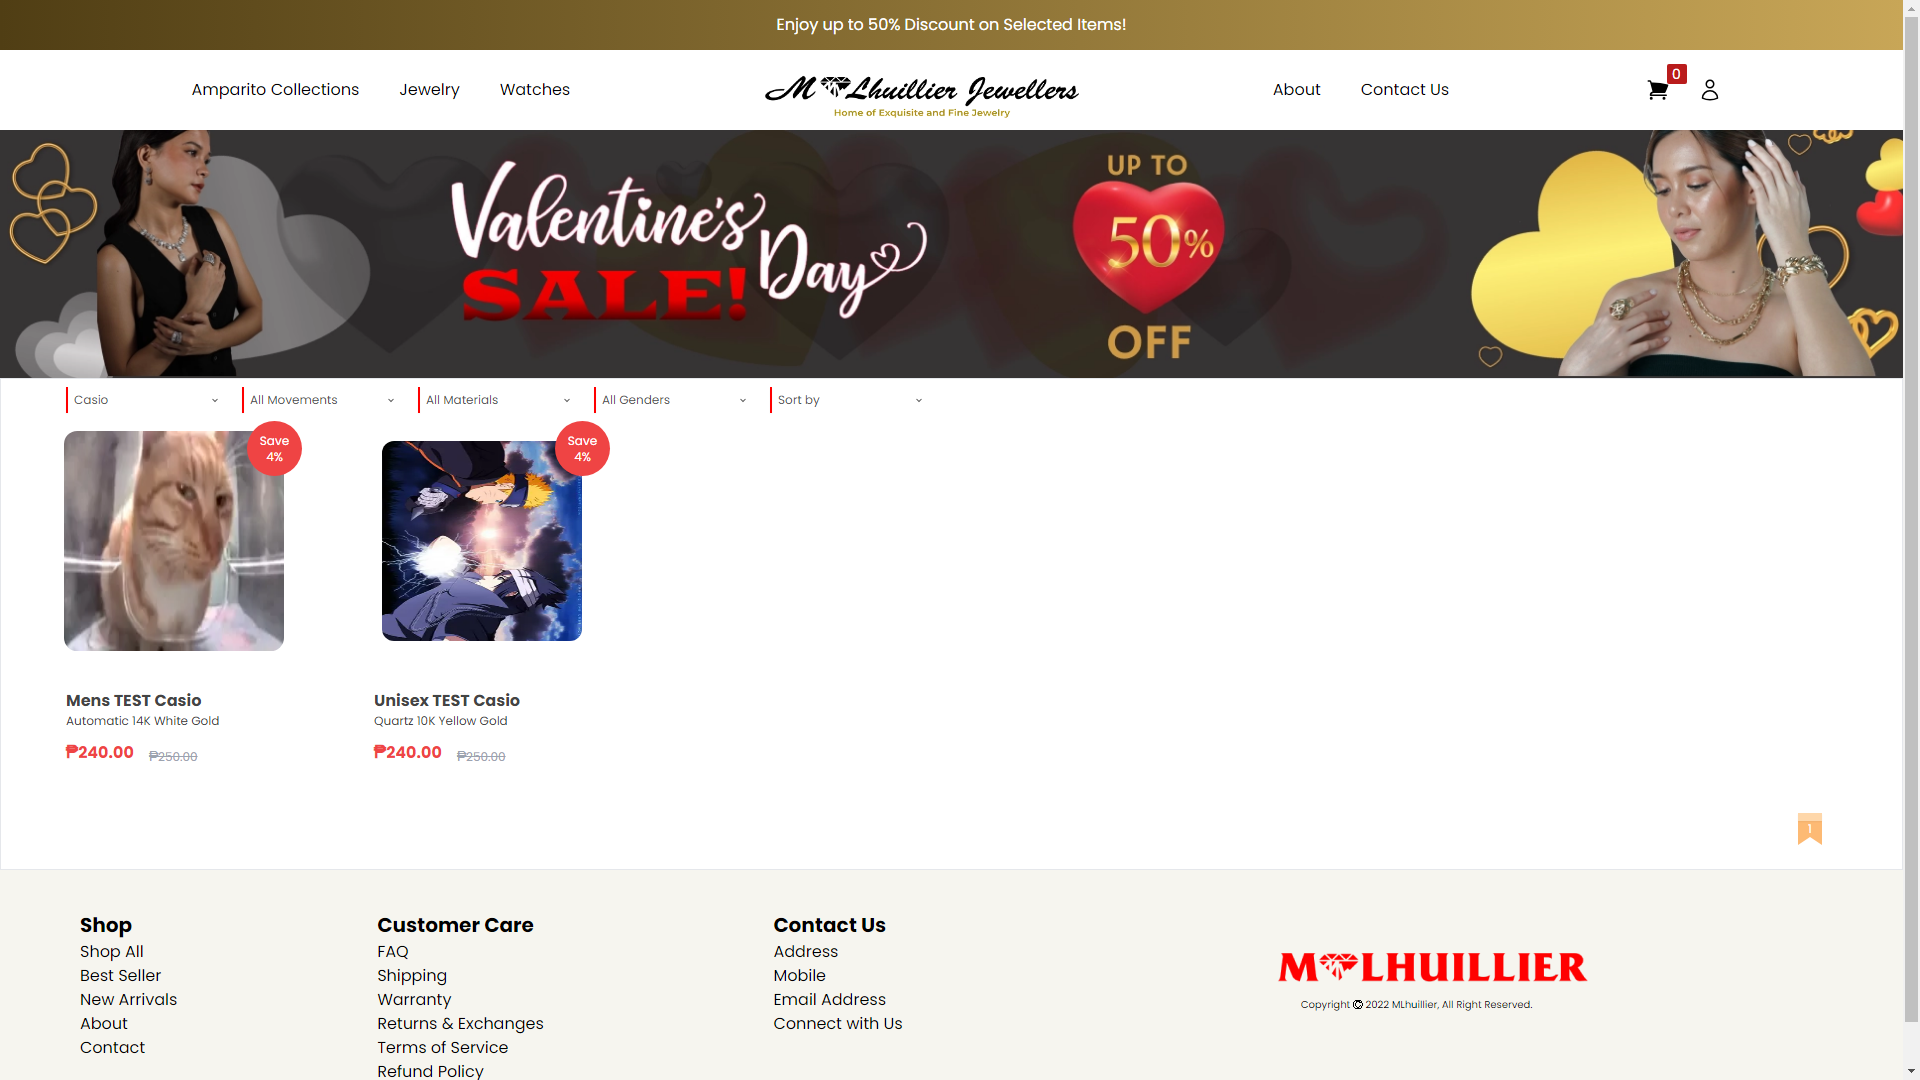 Enjoy up to 50% Discount on Selected Items!
Amparito Collections
Jewelry
Watches
M Lhuillier Jewellers
Home of Exquisite and Fine Jewelry
About
Contact Us
0
Valentine's
Day
SALE!
UP TO
50%
OFF
Casio
All Movements
All Materials
All Genders
Sort by
Save
4%
Save
4%
Mens TEST Casio
Automatic 14K White Gold
₱240.00 ₱250.00
Unisex TEST Casio
Quartz 10K Yellow Gold
₱240.00 ₱250.00
1
Shop
Shop All
Best Seller
New Arrivals
About
Contact
Customer Care
FAQ
Shipping
Warranty
Returns & Exchanges
Terms of Service
Refund Policy
Contact Us
Address
Mobile
Email Address
Connect with Us
M LHUILLIER
Copyright © 2022 MLhuillier, All Right Reserved.